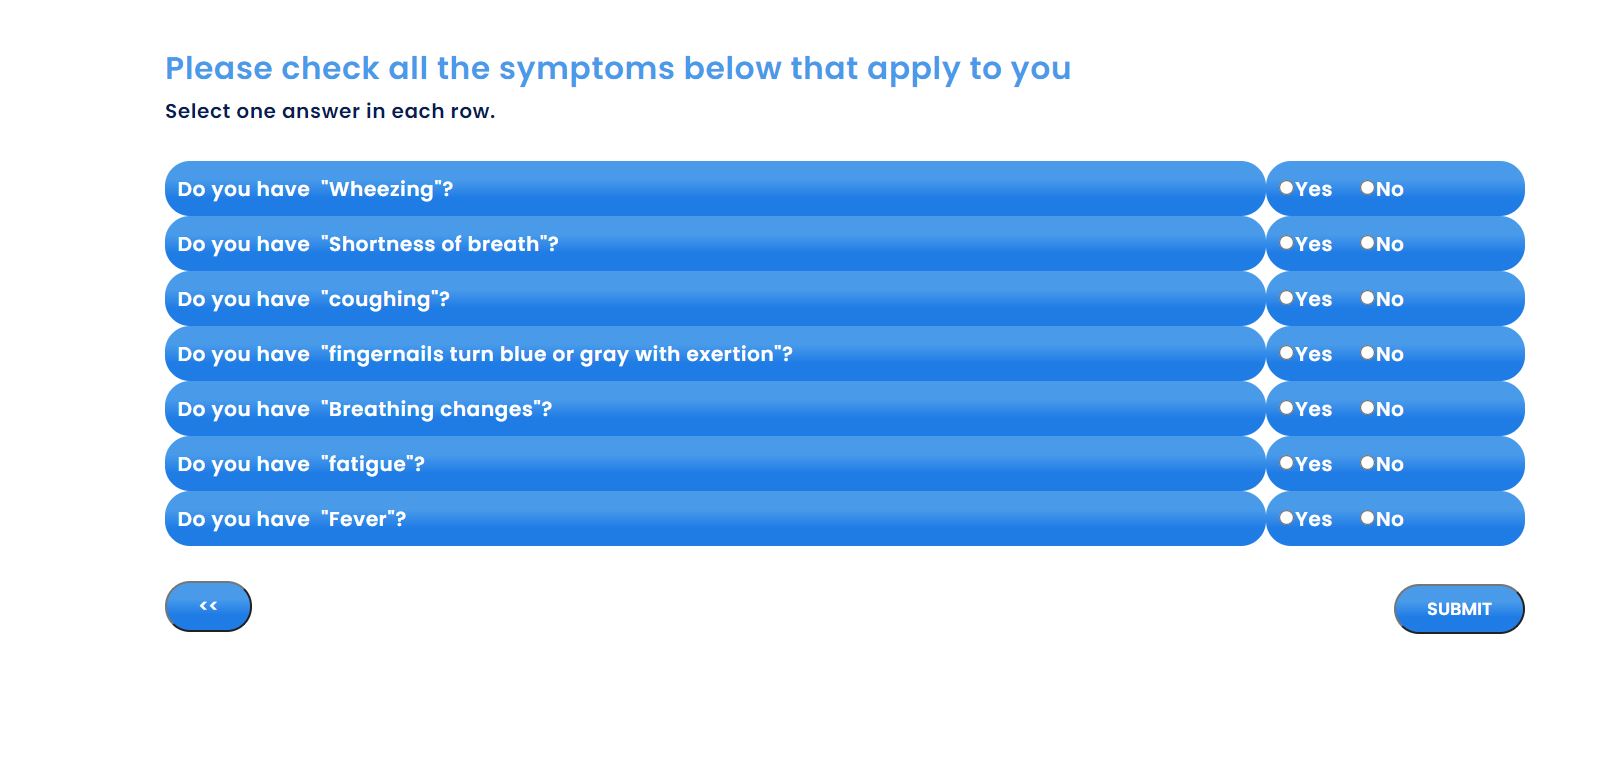 Please check all the symptoms below that apply to you
Select one answer in each row.
Do you have "Wheezing"? Yes No
Do you have "Shortness of breath"? Yes No
Do you have "coughing"? Yes No
Do you have "fingernails turn blue or gray with exertion"? Yes No
Do you have "Breathing changes"? Yes No
Do you have "fatigue"? Yes No
Do you have "Fever"? Yes No
<< SUBMIT